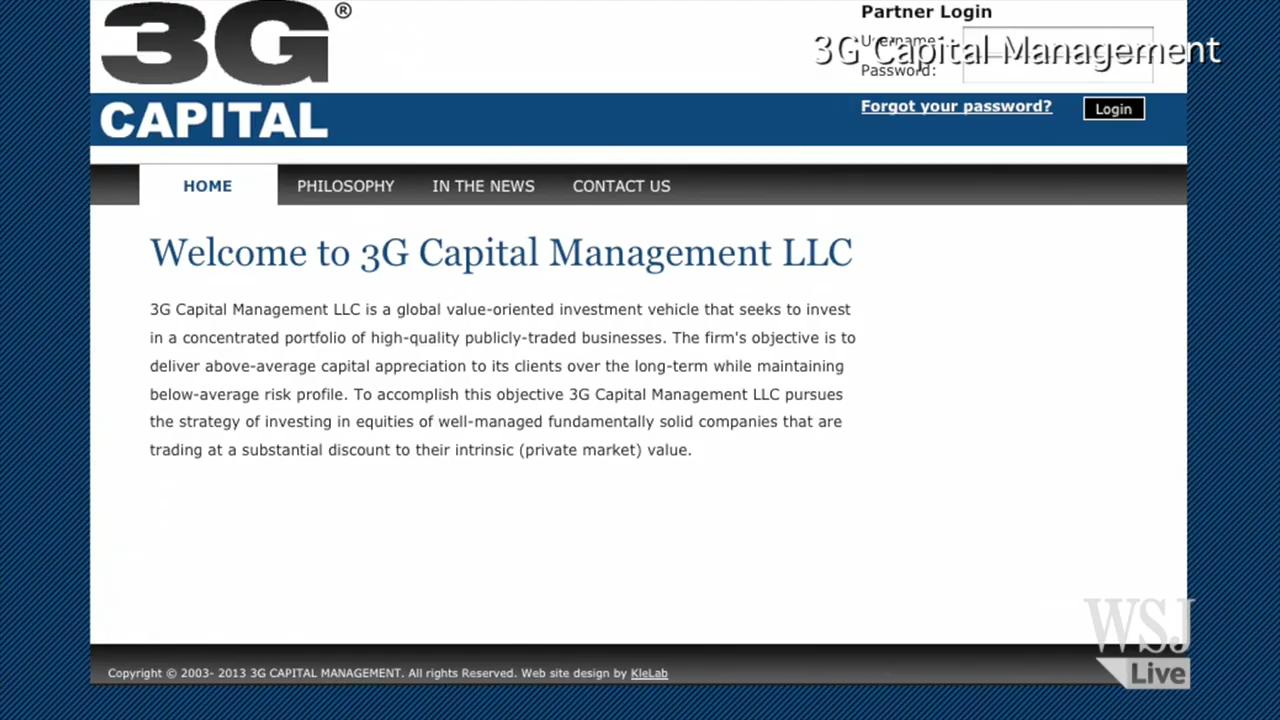 3G ®
CAPITAL
Partner Login
Username:
3G Capital Management
Password:
Forgot your password?
Login
HOME PHILOSOPHY IN THE NEWS CONTACT US
Welcome to 3G Capital Management LLC
3G Capital Management LLC is a global value-oriented investment vehicle that seeks to invest
in a concentrated portfolio of high-quality publicly-traded businesses. The firm's objective is to
deliver above-average capital appreciation to its clients over the long-term while maintaining
below-average risk profile. To accomplish this objective 3G Capital Management LLC pursues
the strategy of investing in equities of well-managed fundamentally solid companies that are
trading at a substantial discount to their intrinsic (private market) value.
Copyright © 2003- 2013 3G CAPITAL MANAGEMENT. All rights Reserved. Web site design by KleLab
WSJ
Live